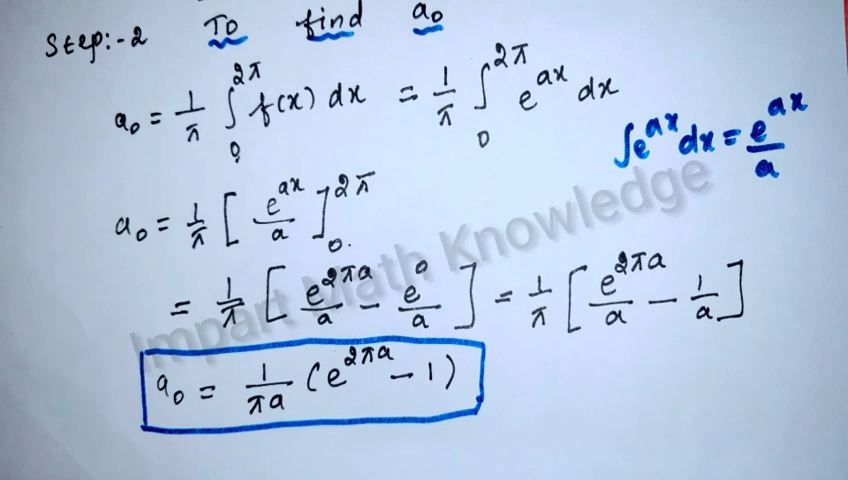 Step:-2 To find a₀
a₀ = 1/π ∫₀^2π f(x) dx = 1/π ∫₀^2π e^ax dx
∫e^ax dx = e^ax/a
a₀ = 1/π [e^ax/a]₀^2π
= 1/π [e^2πa/a - e^0/a] = 1/π [e^2πa/a - 1/a]
a₀ = 1/πa (e^2πa - 1)
Impart Math Knowledge